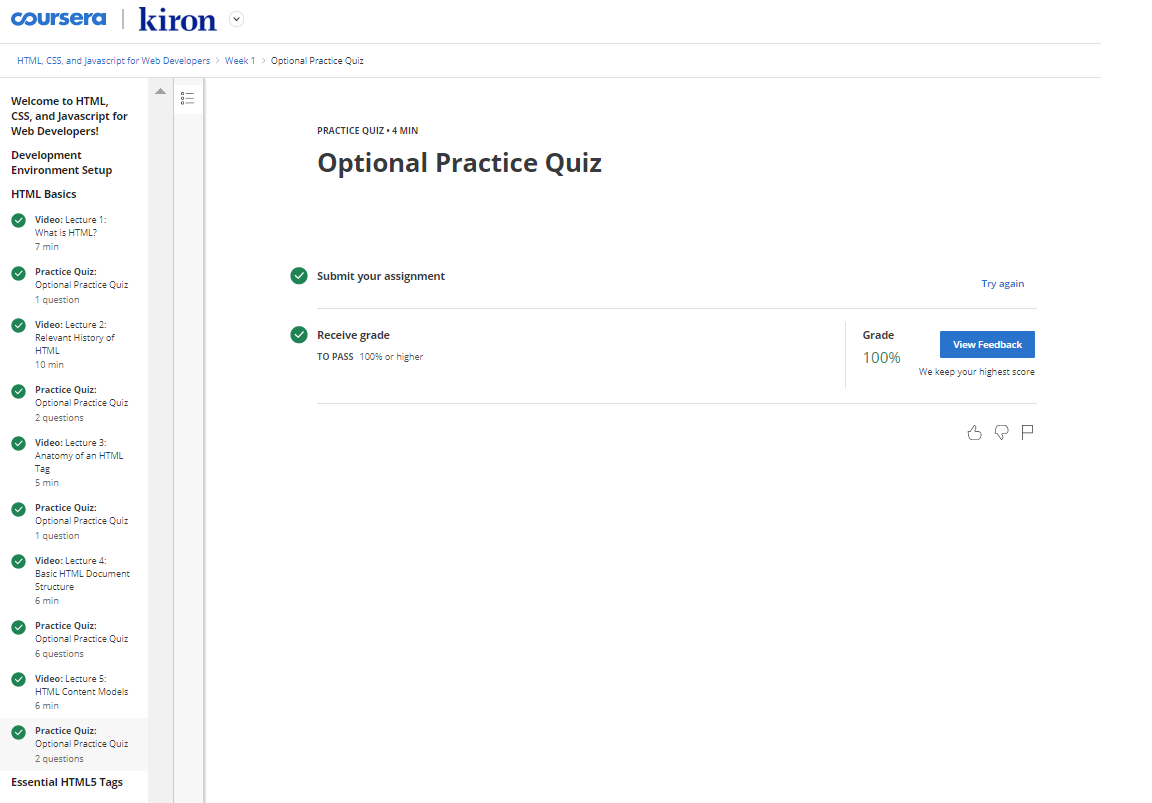 coursera | kiron
HTML, CSS, and Javascript for Web Developers > Week 1 > Optional Practice Quiz
Welcome to HTML,
CSS, and Javascript for
Web Developers!
Development
Environment Setup
HTML Basics
Video: Lecture 1:
What is HTML?
7 min
Practice Quiz:
Optional Practice Quiz
1 question
Video: Lecture 2:
Relevant History of
HTML
10 min
Practice Quiz:
Optional Practice Quiz
2 questions
Video: Lecture 3:
Anatomy of an HTML
Tag
5 min
Practice Quiz:
Optional Practice Quiz
1 question
Video: Lecture 4:
Basic HTML Document
Structure
6 min
Practice Quiz:
Optional Practice Quiz
6 questions
Video: Lecture 5:
HTML Content Models
6 min
Practice Quiz:
Optional Practice Quiz
2 questions
Essential HTML5 Tags
PRACTICE QUIZ • 4 MIN
Optional Practice Quiz
Submit your assignment
Try again
Receive grade
TO PASS 100% or higher
Grade
100%
View Feedback
We keep your highest score